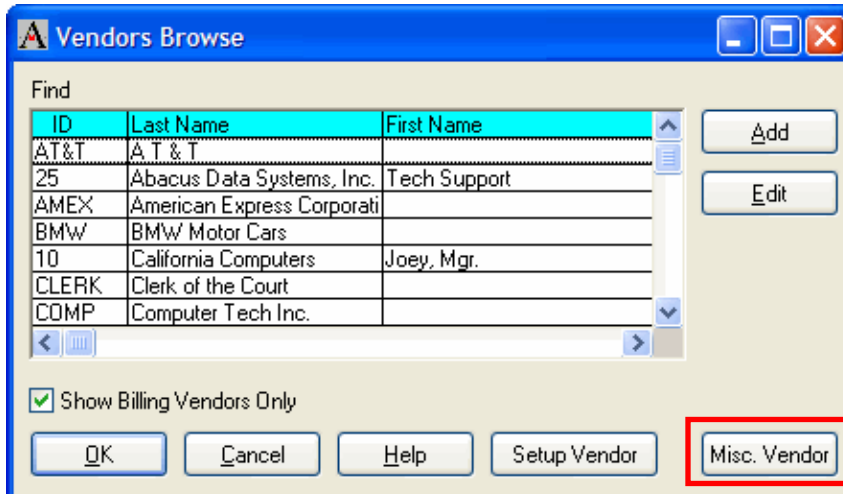 Vendors Browse
Find
ID Last Name First Name
AT&T A T & T
25 Abacus Data Systems, Inc. Tech Support
AMEX American Express Corporati
BMW BMW Motor Cars
10 California Computers Joey, Mgr.
CLERK Clerk of the Court
COMP Computer Tech Inc.
Add
Edit
Show Billing Vendors Only
OK Cancel Help Setup Vendor Misc. Vendor